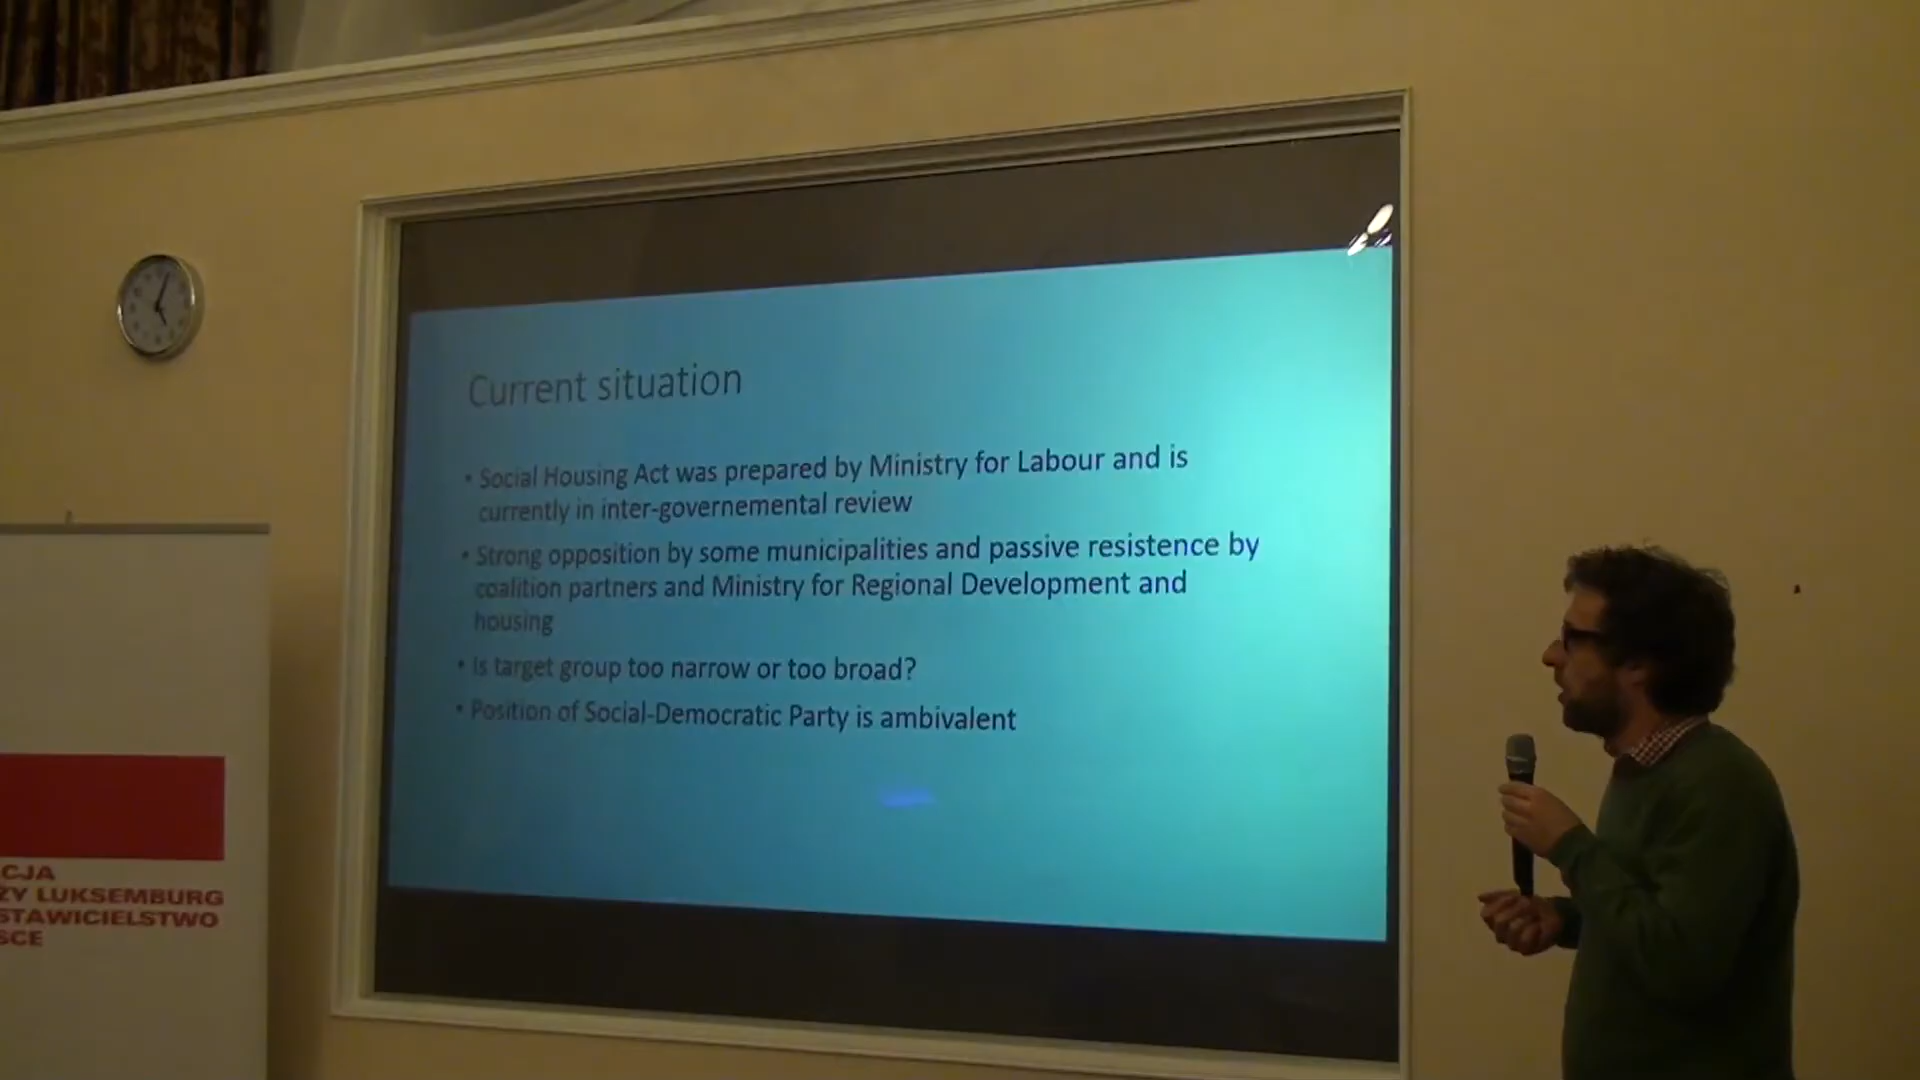 Current situation
• Social Housing Act was prepared by Ministry for Labour and is
currently in inter-governemental review
• Strong opposition by some municipalities and passive resistence by
coalition partners and Ministry for Regional Development and
housing
• Is target group too narrow or too broad?
• Position of Social-Democratic Party is ambivalent
CJA
ZY LUKSEMBURG
STAWICIELSTWO
SCE